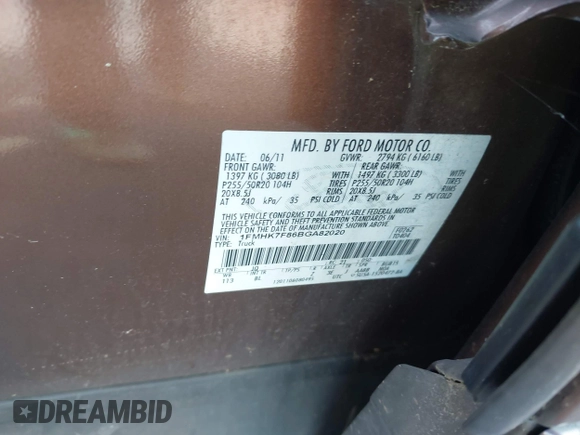 MFD. BY FORD MOTOR CO.
DATE: 06/11 GVWR: 2794 KG ( 6160 LB)
FRONT GAWR: REAR GAWR:
1397 KG ( 3080 LB) WITH 1497 KG ( 3300 LB) WITH
P255/50R20 104H TIRES P255/50R20 104H TIRES
20X8.5J RIMS 20X8.5J RIMS
AT 240 kPa/ 35 PSI COLD AT 240 kPa/ 35 PSI COLD
THIS VEHICLE CONFORMS TO ALL APPLICABLE FEDERAL MOTOR
VEHICLE SAFETY AND THEFT PREVENTION STANDARDS IN
EFFECT ON THE DATE OF MANUFACTURE SHOWN ABOVE.
VIN: 1FMHK7F86BGA82020
TYPE: Truck
EXT PNT:
WB
113
DREAMBID